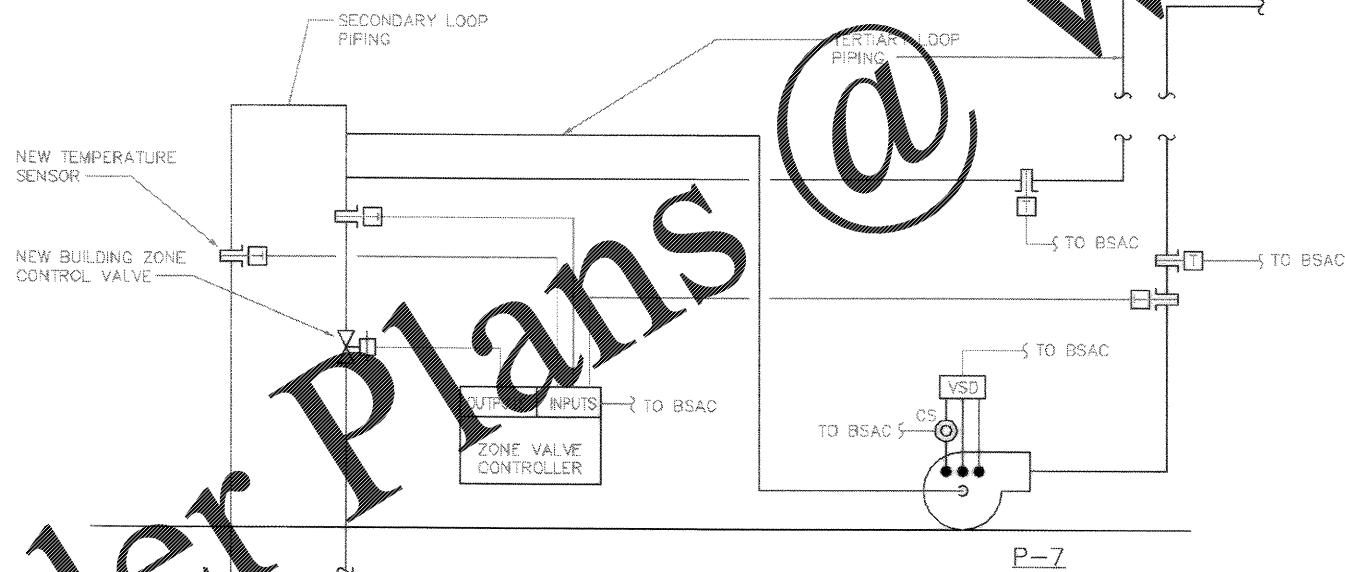 SECONDARY LOOP
PIPING
TERTIARY LOOP
PIPING
NEW TEMPERATURE
SENSOR
T
T
NEW BUILDING ZONE
CONTROL VALVE
T
TO BSAC
T
TO BSAC
T
TO BSAC
VSD
INPUTS
TO BSAC
CS
TO BSAC
ZONE VALVE
CONTROLLER
P-7
Plans @